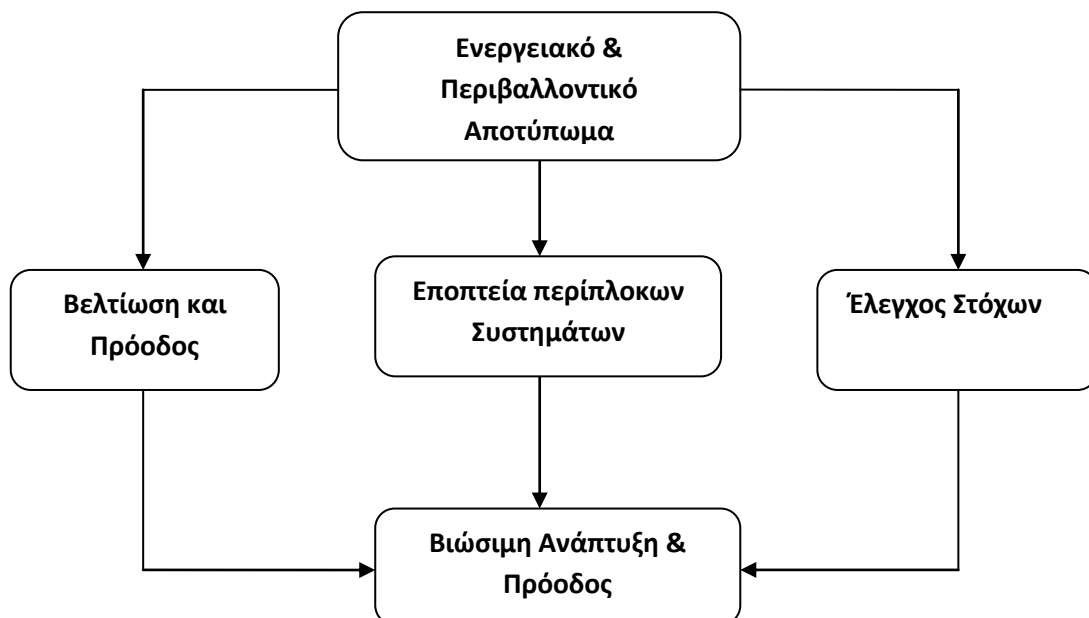 Ενεργειακό &
Περιβαλλοντικό
Αποτύπωμα
Βελτίωση και
Πρόοδος
Εποπτεία περίπλοκων
Συστημάτων
Έλεγχος Στόχων
Βιώσιμη Ανάπτυξη &
Πρόοδος